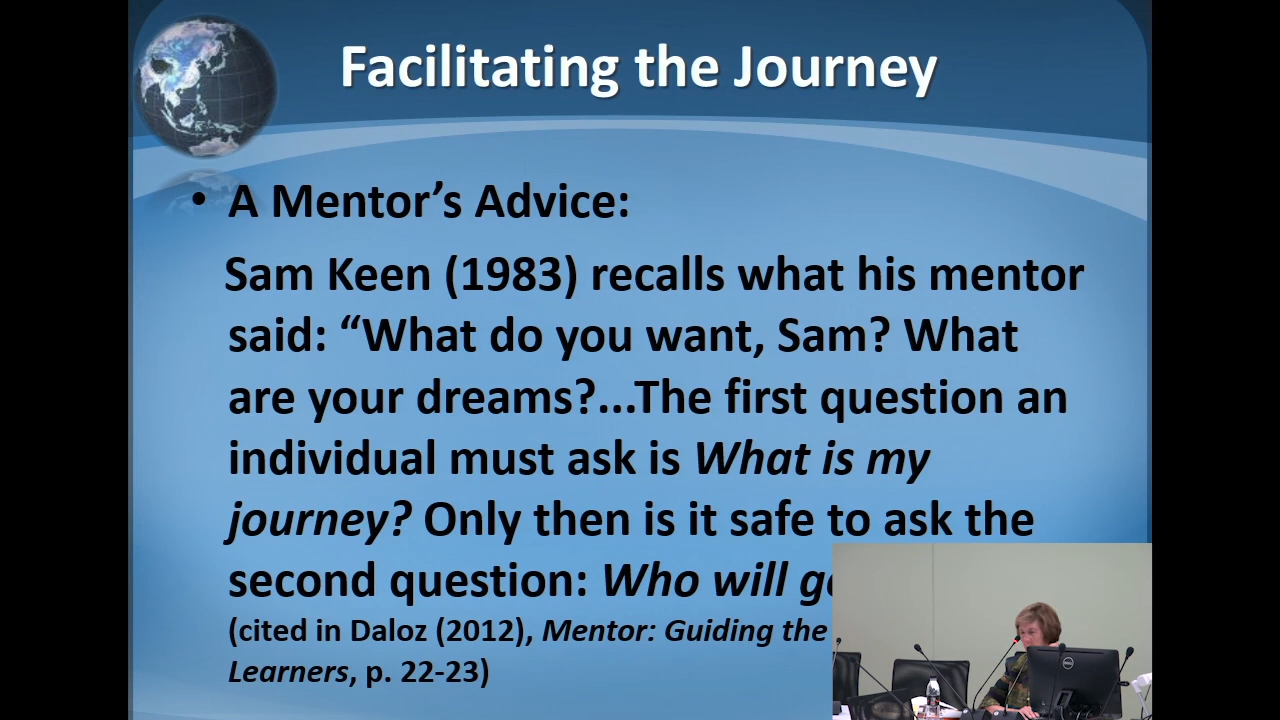 Facilitating the Journey
• A Mentor’s Advice:
Sam Keen (1983) recalls what his mentor
said: “What do you want, Sam? What
are your dreams?...The first question an
individual must ask is What is my
journey? Only then is it safe to ask the
second question: Who will
(cited in Daloz (2012), Mentor: Guiding the
Learners, p. 22-23)
DELL